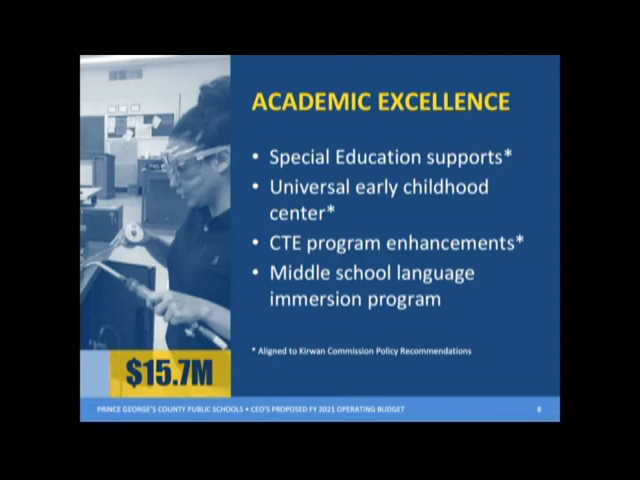 ACADEMIC EXCELLENCE
• Special Education supports*
• Universal early childhood
center*
• CTE program enhancements*
• Middle school language
immersion program
* Aligned to Kirwan Commission Policy Recommendations
$15.7M
PRINCE GEORGE'S COUNTY PUBLIC SCHOOLS • CEO'S PROPOSED FY 2021 OPERATING BUDGET 8